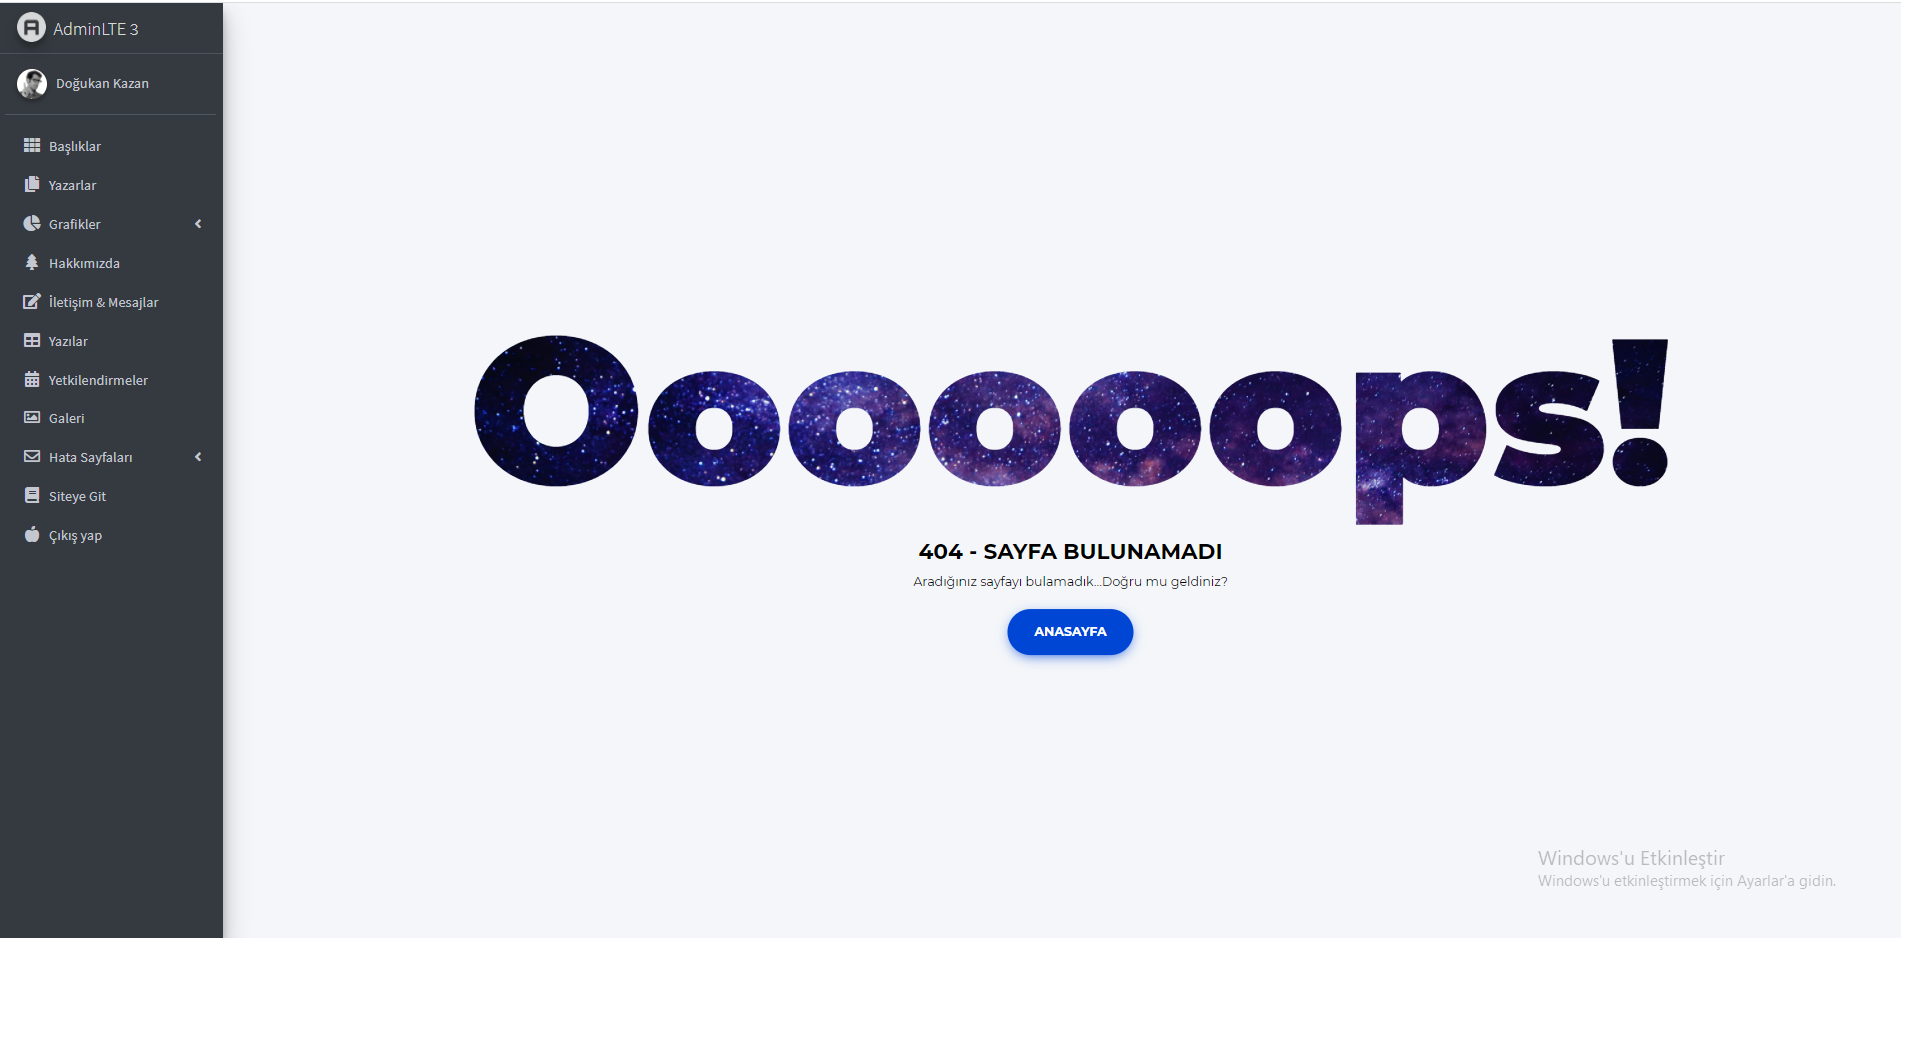 AdminLTE 3
Doğukan Kazan
Başlıklar
Yazarlar
Grafikler
Hakkımızda
İletişim & Mesajlar
Yazılar
Yetkilendirmeler
Galeri
Hata Sayfaları
Siteye Git
Çıkış yap
Oooooops!
404 - SAYFA BULUNAMADI
Aradığınız sayfayı bulamadık...Doğru mu geldiniz?
ANASAYFA
Windows'u Etkinleştir
Windows'u etkinleştirmek için Ayarlar'a gidin.